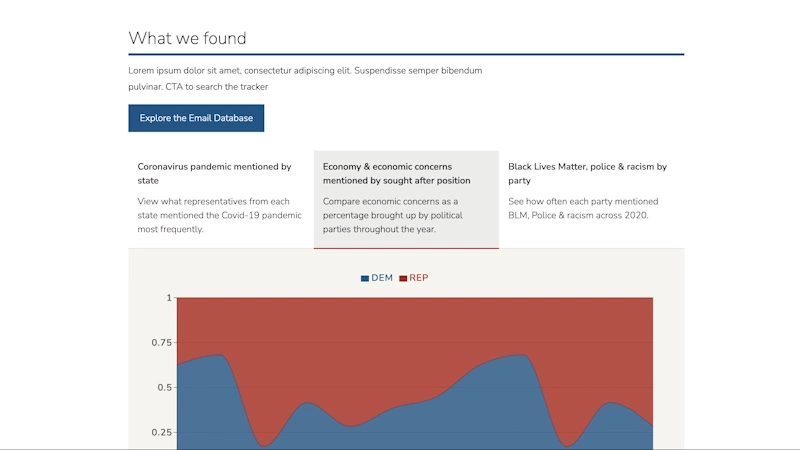 What we found
Lorem ipsum dolor sit amet, consectetur adipiscing elit. Suspendisse semper bibendum
pulvinar. CTA to search the tracker
Explore the Email Database
Coronavirus pandemic mentioned by
state
View what representatives from each
state mentioned the Covid-19 pandemic
most frequently.
Economy & economic concerns
mentioned by sought after position
Compare economic concerns as a
percentage brought up by political
parties throughout the year.
Black Lives Matter, police & racism by
party
See how often each party mentioned
BLM, Police & racism across 2020.
DEM REP
1
0.75
0.5
0.25